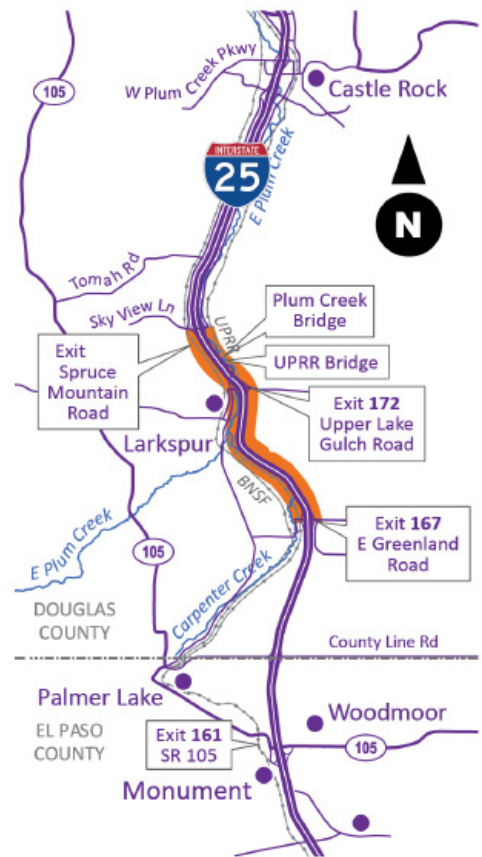 105
W Plum Creek Pkwy
Castle Rock
INTERSTATE
25
E Plum Creek
N
Tomah Rd
Sky View Ln
UPRR
Plum Creek
Bridge
UPRR Bridge
Exit
Spruce
Mountain
Road
Exit 172
Upper Lake
Gulch Road
Larkspur
BNSF
Exit 167
E Greenland
Road
E Plum Creek
105
Carpenter Creek
DOUGLAS
COUNTY
County Line Rd
Palmer Lake
EL PASO
COUNTY
Exit 161
SR 105
Woodmoor
105
Monument